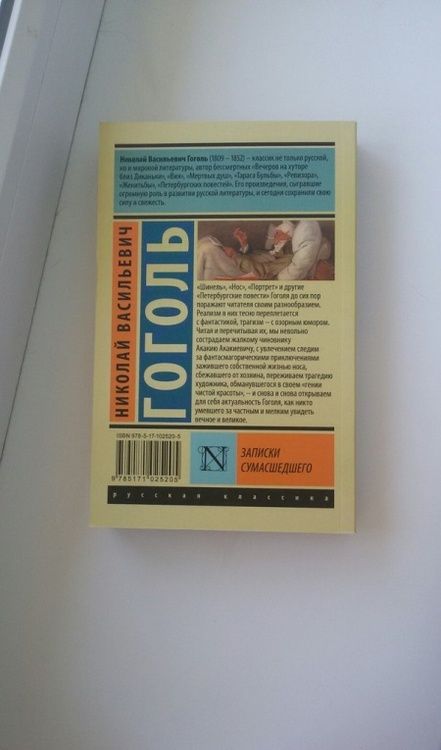 Николай Васильевич Гоголь (1809 – 1852) – классик не только русской,
но и мировой литературы, автор бессмертных «Вечеров на хуторе
близ Диканьки», «Вия», «Мертвых душ», «Тараса Бульбы», «Ревизора»,
«Женитьбы», «Петербургских повестей». Его произведения, сыгравшие
огромную роль в развитии русской литературы, и сегодня сохранили свою
силу и свежесть.
НИКОЛАЙ ВАСИЛЬЕВИЧ
ГОГОЛЬ
«Шинель», «Нос», «Портрет» и другие
«Петербургские повести» Гоголя до сих пор
поражают читателя своим разнообразием.
Реализм в них тесно переплетается
с фантастикой, трагизм – с озорным юмором.
Читая и перечитывая их, мы невольно
сострадаем жалкому чиновнику
Акакию Акакиевичу, с увлечением следим
за фантасмагорическими приключениями
зажившего собственной жизнью носа,
сбежавшего от хозяина, переживаем трагедию
художника, обманувшегося в своем «гении
чистой красоты», – и снова и снова открываем
для себя актуальность Гоголя, как никто
умевшего за частным и мелким увидеть
вечное и великое.
ISBN 978-5-17-102520-5
9 785171 025205
N
ЗАПИСКИ
СУМАСШЕДШЕГО
русская классика